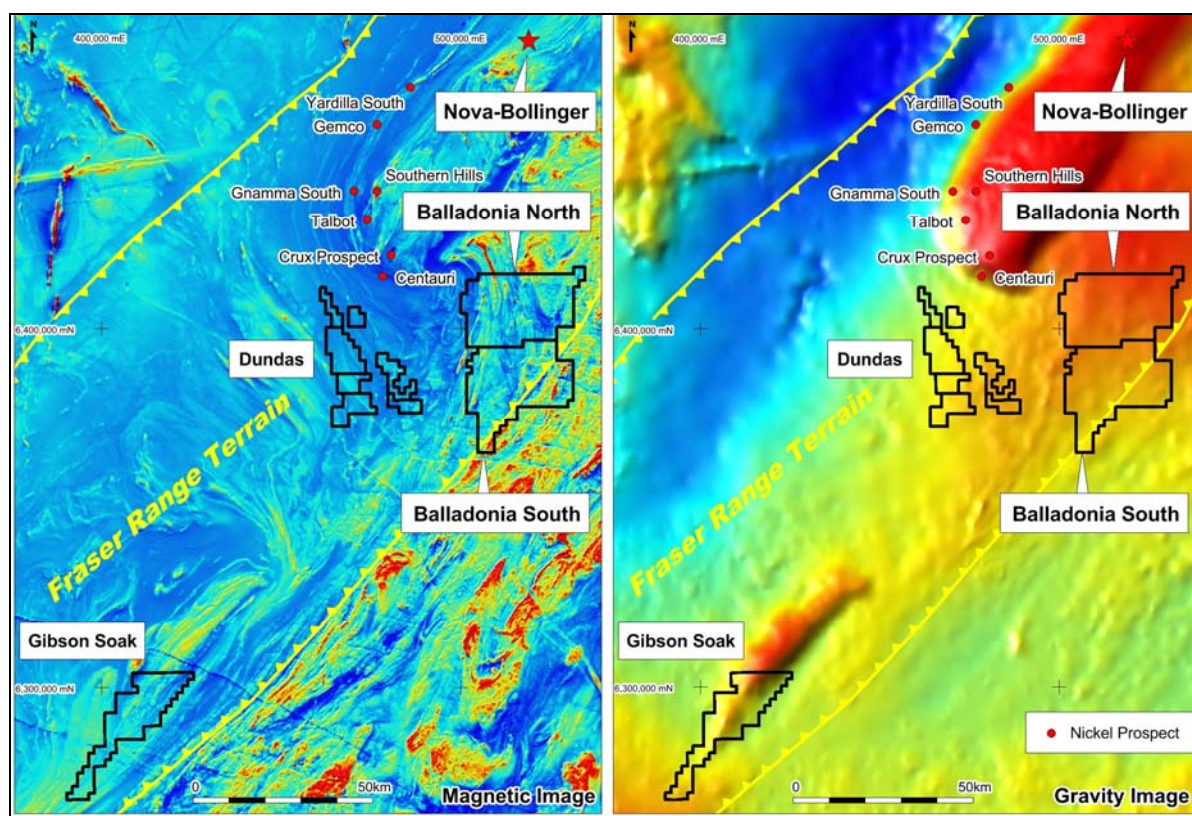 N
400,000 mE
500,000 mE
Yardilla South
Nova-Bollinger
Gemco
Gnamma South
Southern Hills
Talbot
Balladonia North
Crux Prospect
Centauri
6,400,000 mN
Dundas
Fraser Range Terrain
Balladonia South
Gibson Soak
6,300,000 mN
0
50km
Magnetic Image
N
400,000 mE
500,000 mE
Yardilla South
Nova-Bollinger
Gemco
Gnamma South
Southern Hills
Talbot
Balladonia North
Crux Prospect
Centauri
6,400,000 mN
Dundas
Fraser Range Terrain
Balladonia South
Gibson Soak
6,300,000 mN
Nickel Prospect
0
50km
Gravity Image